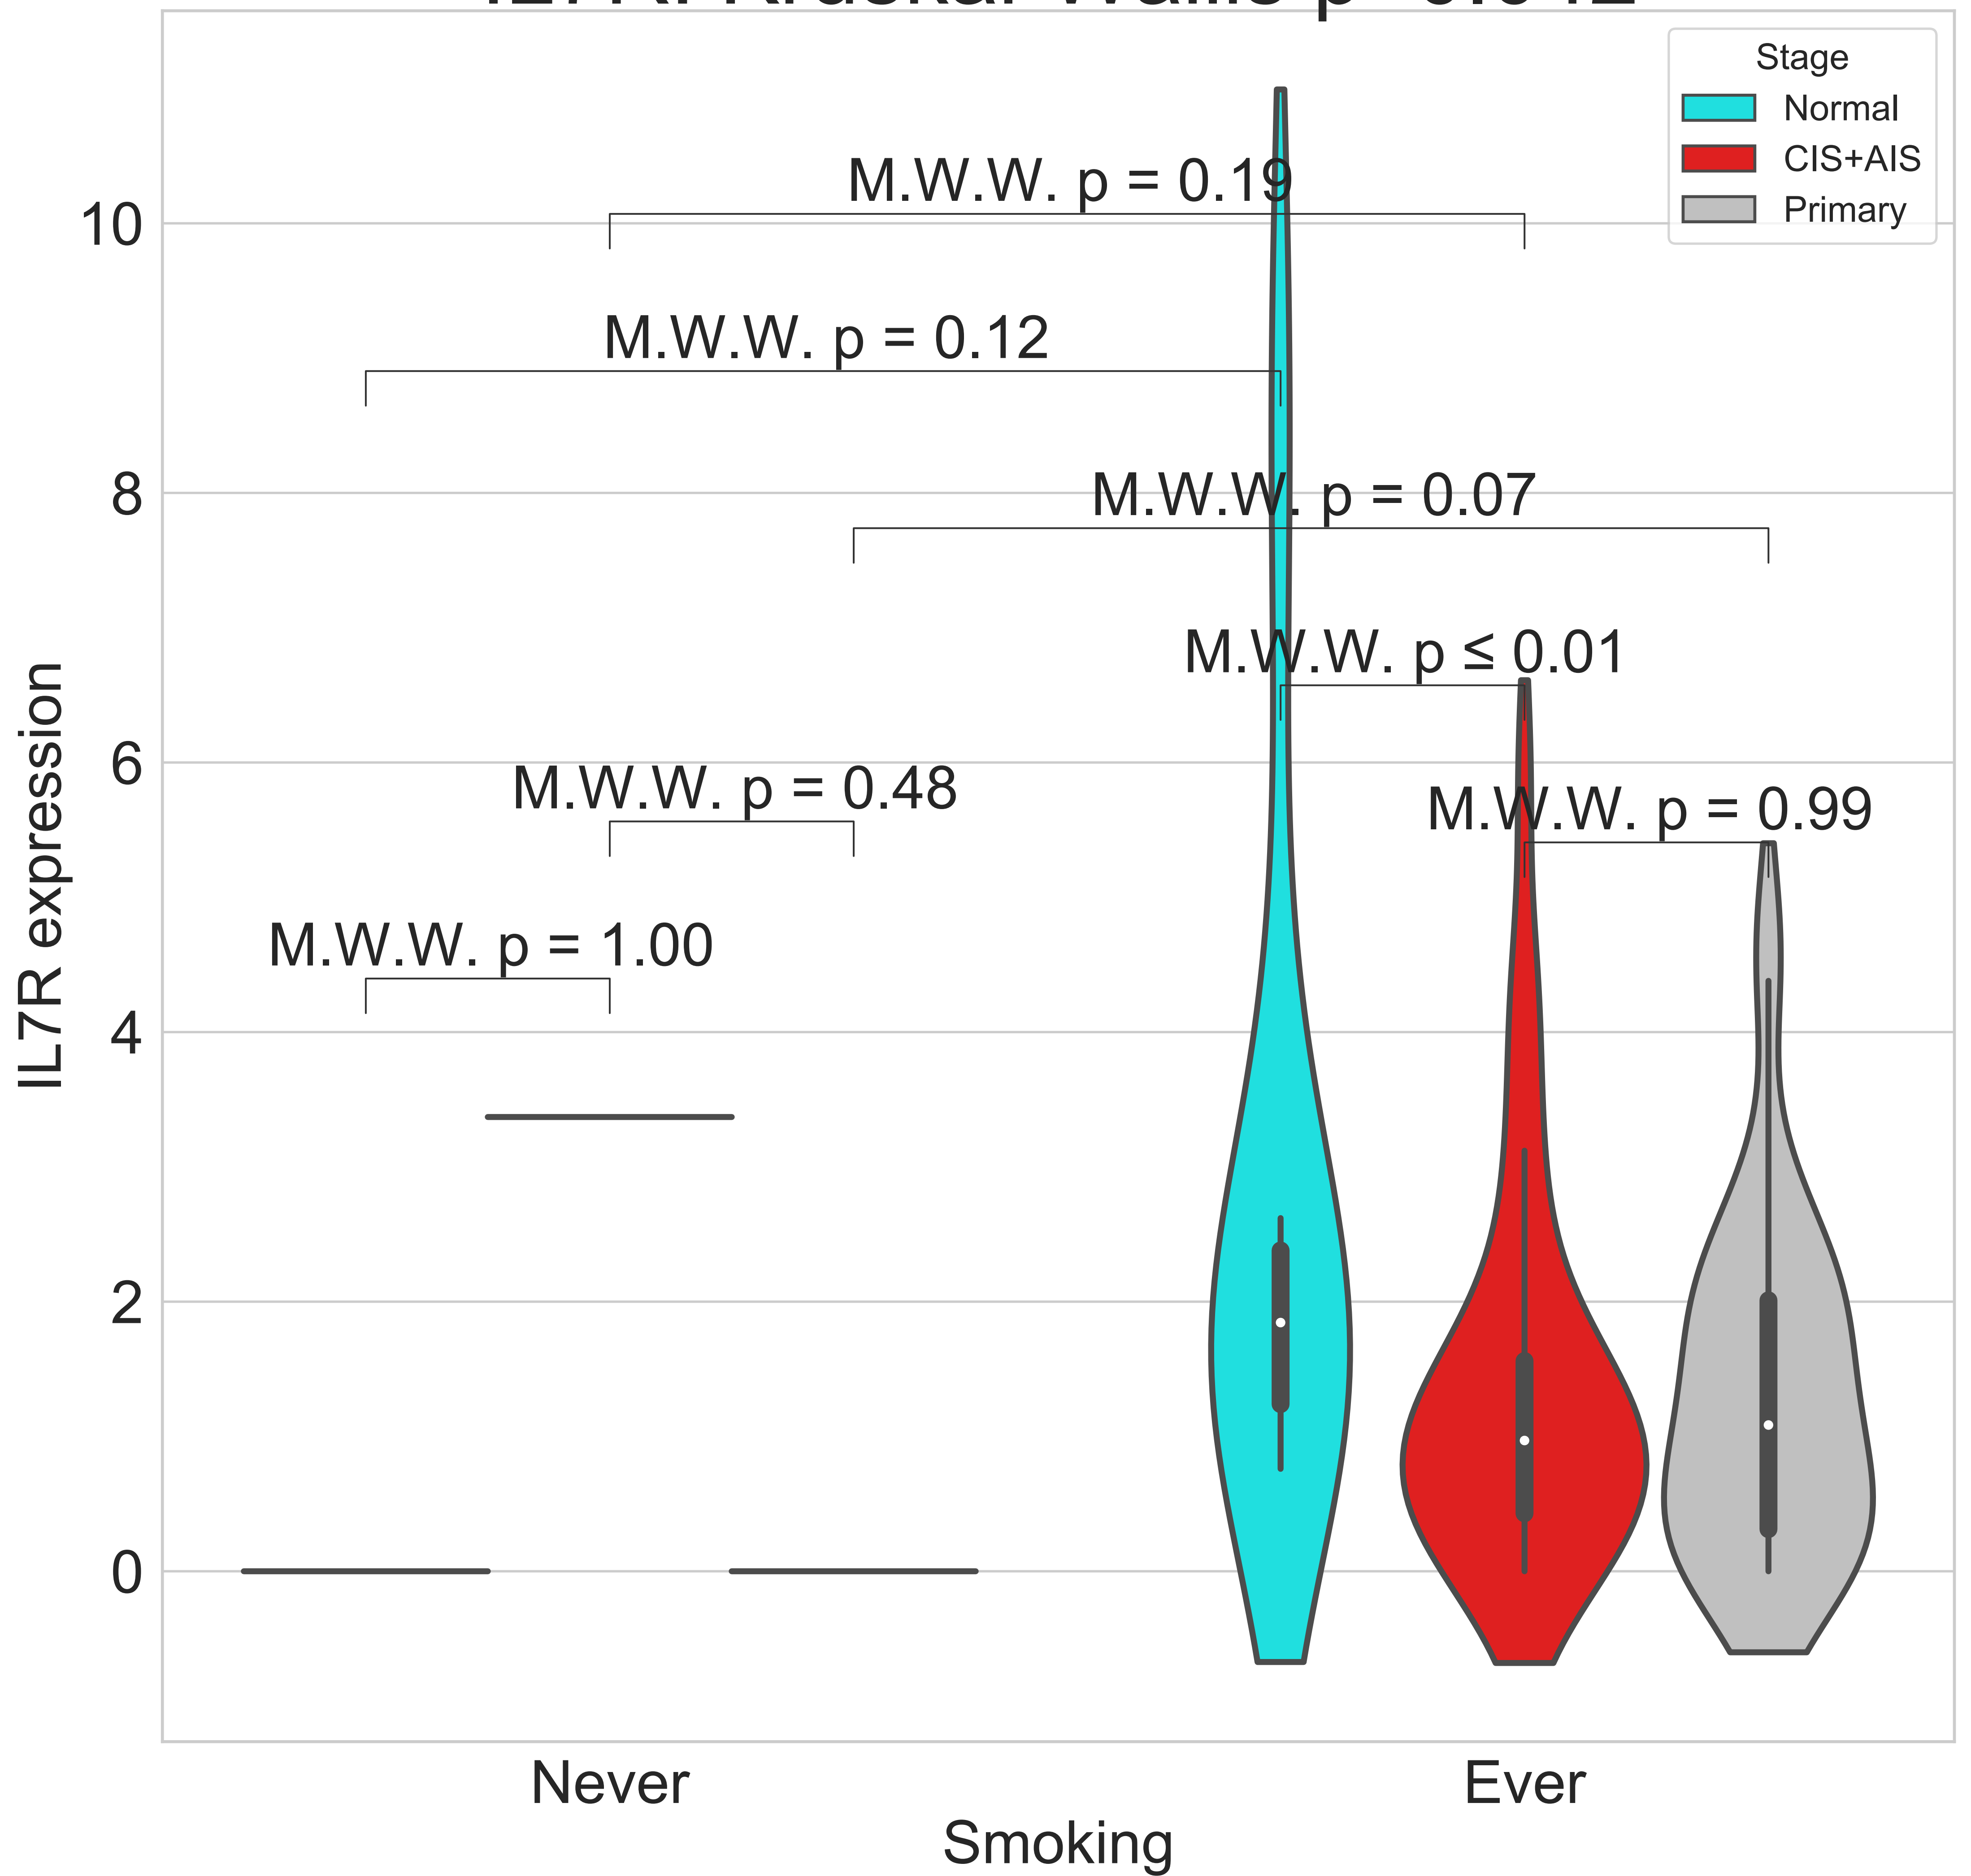 Stage
Normal
CIS+AIS
Primary
M.W.W. p = 0.19
M.W.W. p = 0.12
M.W.W. p = 0.07
M.W.W. p ≤ 0.01
M.W.W. p = 0.48
M.W.W. p = 0.99
M.W.W. p = 1.00
10
8
6
4
2
0
IL7R expression
Never
Ever
Smoking